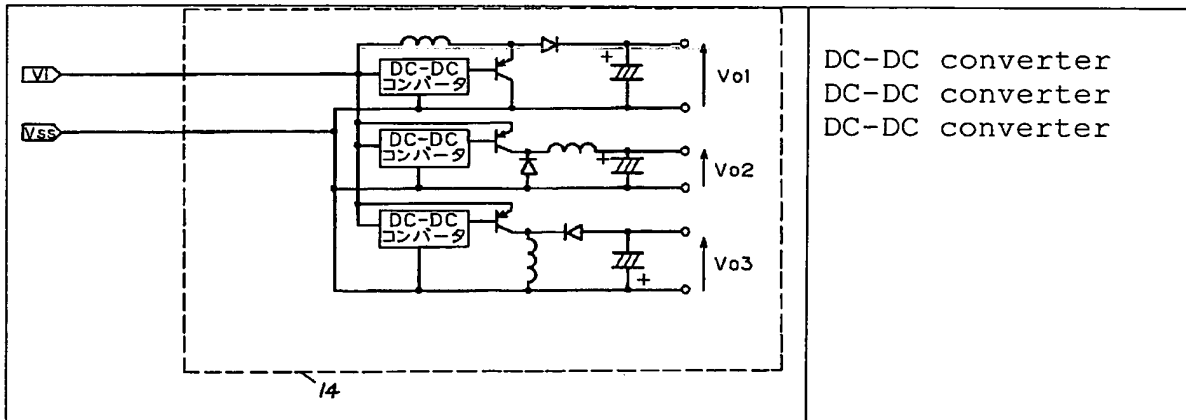 Vi
Vss
DC-DC
コンバータ
Vo1
DC-DC
コンバータ
Vo2
DC-DC
コンバータ
Vo3
14
+
+
+
DC-DC converter
DC-DC converter
DC-DC converter